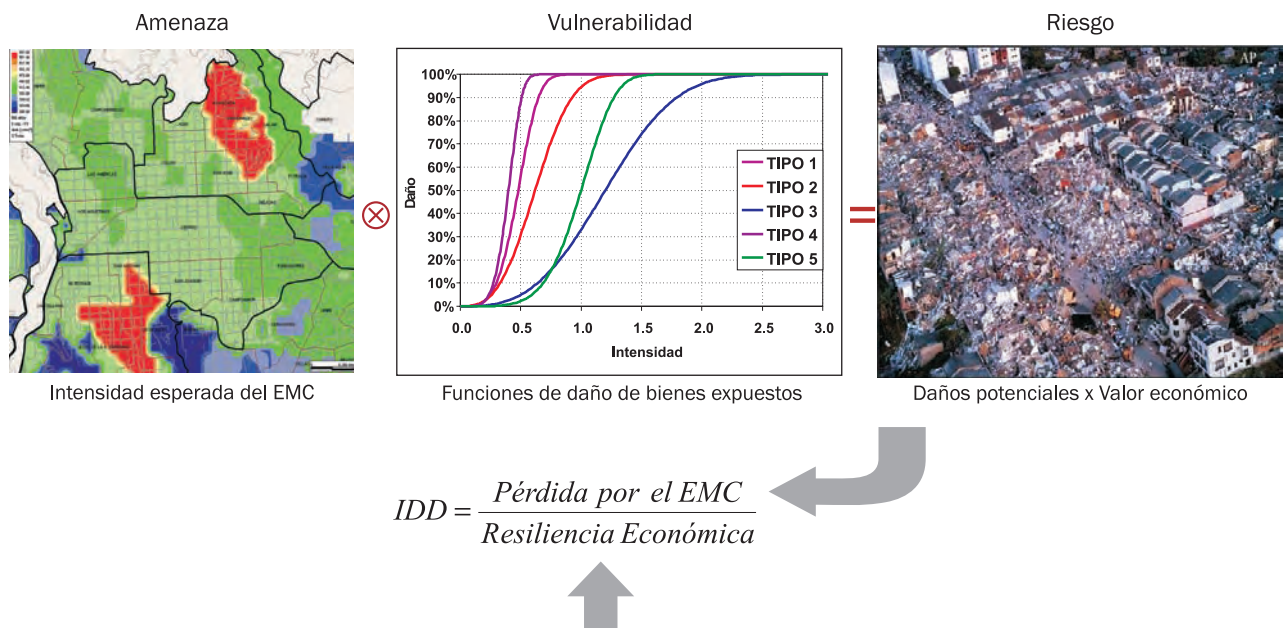 Amenaza
Vulnerabilidad
Riesgo
100%
90%
80%
70%
60%
50%
40%
30%
20%
10%
0%
Daño
0.0 0.5 1.0 1.5 2.0 2.5 3.0
Intensidad
TIPO 1
TIPO 2
TIPO 3
TIPO 4
TIPO 5
AP
=
Intensidad esperada del EMC
Funciones de daño de bienes expuestos
Daños potenciales x Valor económico
IDD = Pérdida por el EMC
Resiliencia Económica